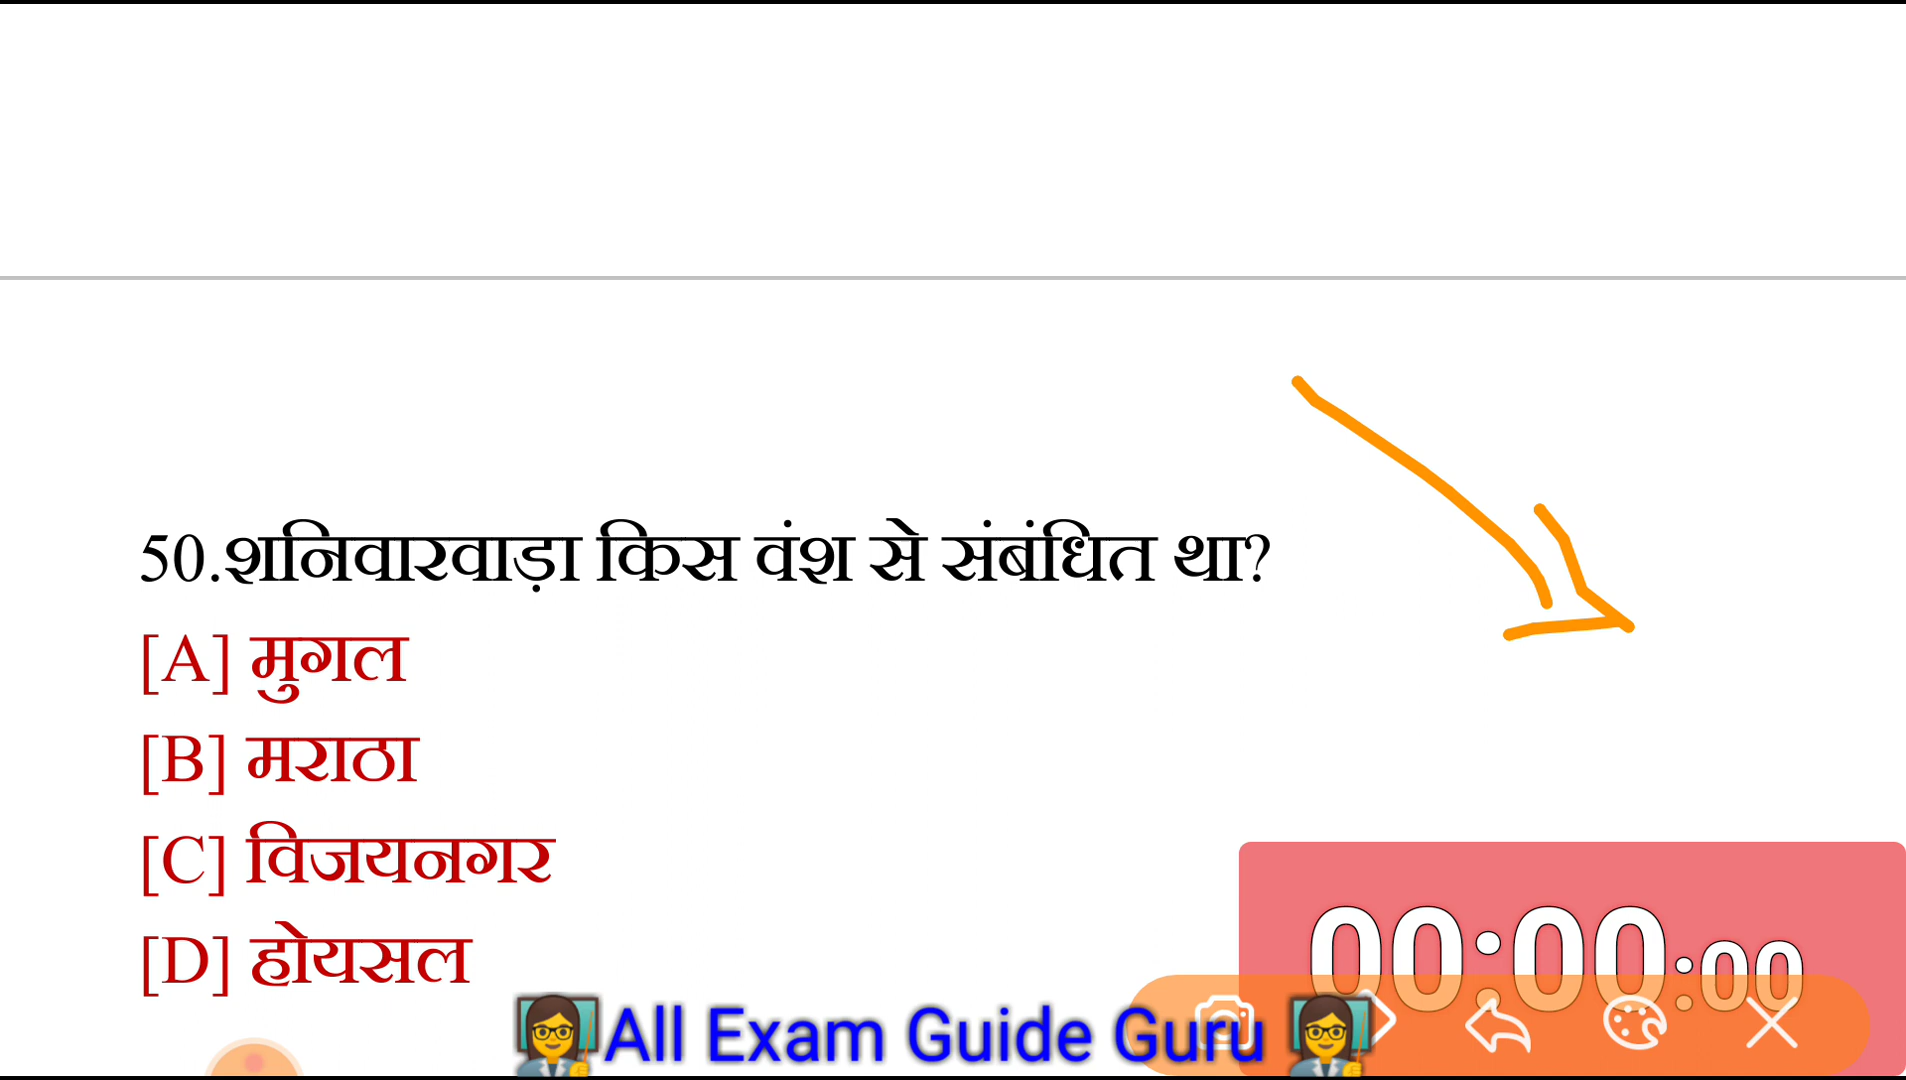 50.शनिवारवाड़ा किस वंश से संबंधित था?
[A] मुगल
[B] मराठा
[C] विजयनगर
[D] होयसल
00:00:00
All Exam Guide Guru